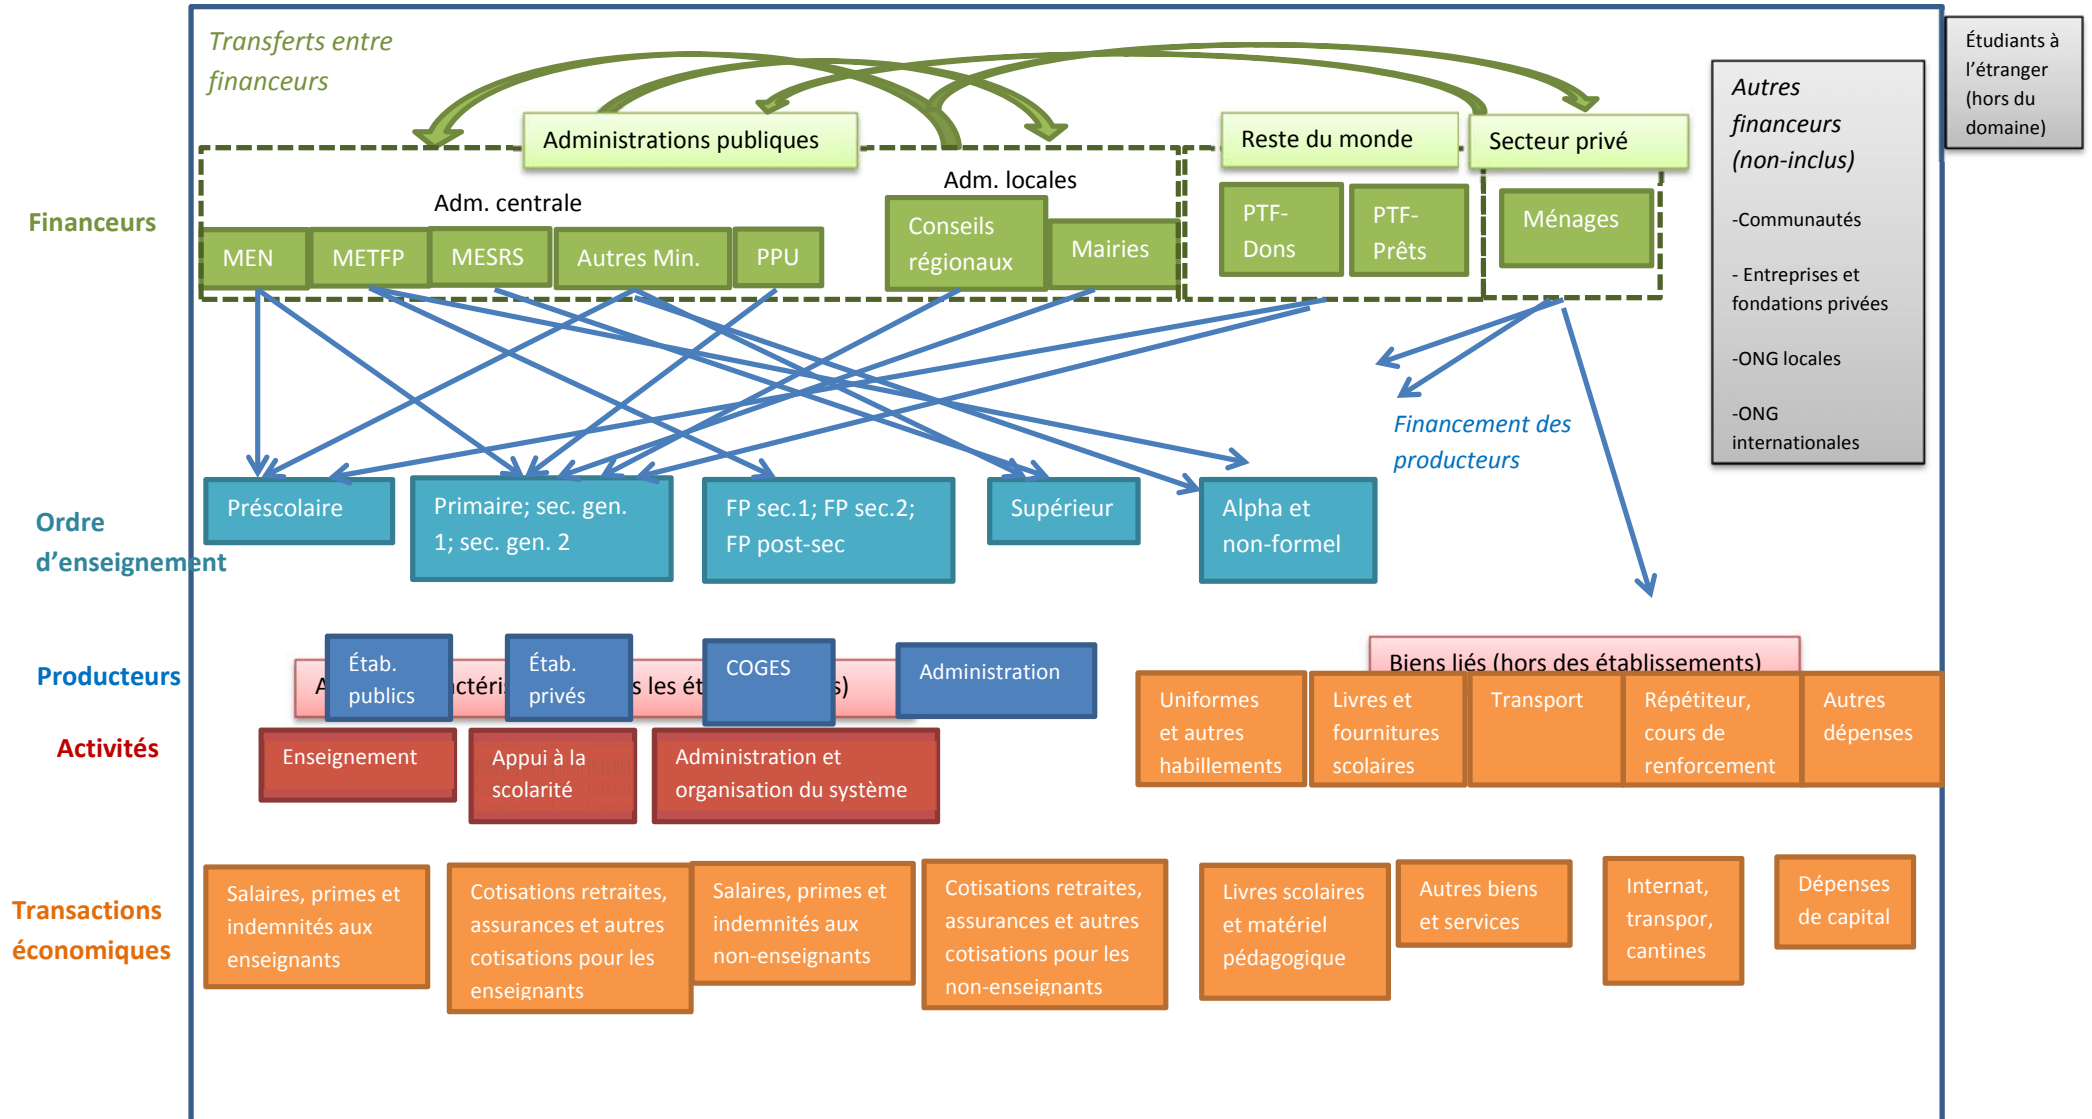 Transferts entre
financeurs
Étudiants à
l'étranger
(hors du
domaine)
Autres
financeurs
(non-inclus)
-Communautés
- Entreprises et
fondations privées
-ONG locales
-ONG
internationales
Administrations publiques
Reste du monde
Secteur privé
Financeurs
Adm. centrale
Adm. locales
MEN
METFP
MESRS
Autres Min.
PPU
Conseils
régionaux
Mairies
PTF-
Dons
PTF-
Prêts
Ménages
Financement des
producteurs
Ordre
d'enseignement
Préscolaire
Primaire; sec. gen.
1; sec. gen. 2
FP sec.1; FP sec.2;
FP post-sec
Supérieur
Alpha et
non-formel
Producteurs
Étab.
publics
Étab.
privés
COGES
Administration
Biens liés (hors des établissements)
Activités
Enseignement
Appui à la
scolarité
Administration et
organisation du système
Uniformes
et autres
habillements
Livres et
fournitures
scolaires
Transport
Répétiteur,
cours de
renforcement
Autres
dépenses
Transactions
économiques
Salaires, primes et
indemnités aux
enseignants
Cotisations retraites,
assurances et autres
cotisations pour les
enseignants
Salaires, primes et
indemnités aux
non-enseignants
Cotisations retraites,
assurances et autres
cotisations pour les
non-enseignants
Livres scolaires
et matériel
pédagogique
Autres biens
et services
Internat,
transpor,
cantines
Dépenses
de capital